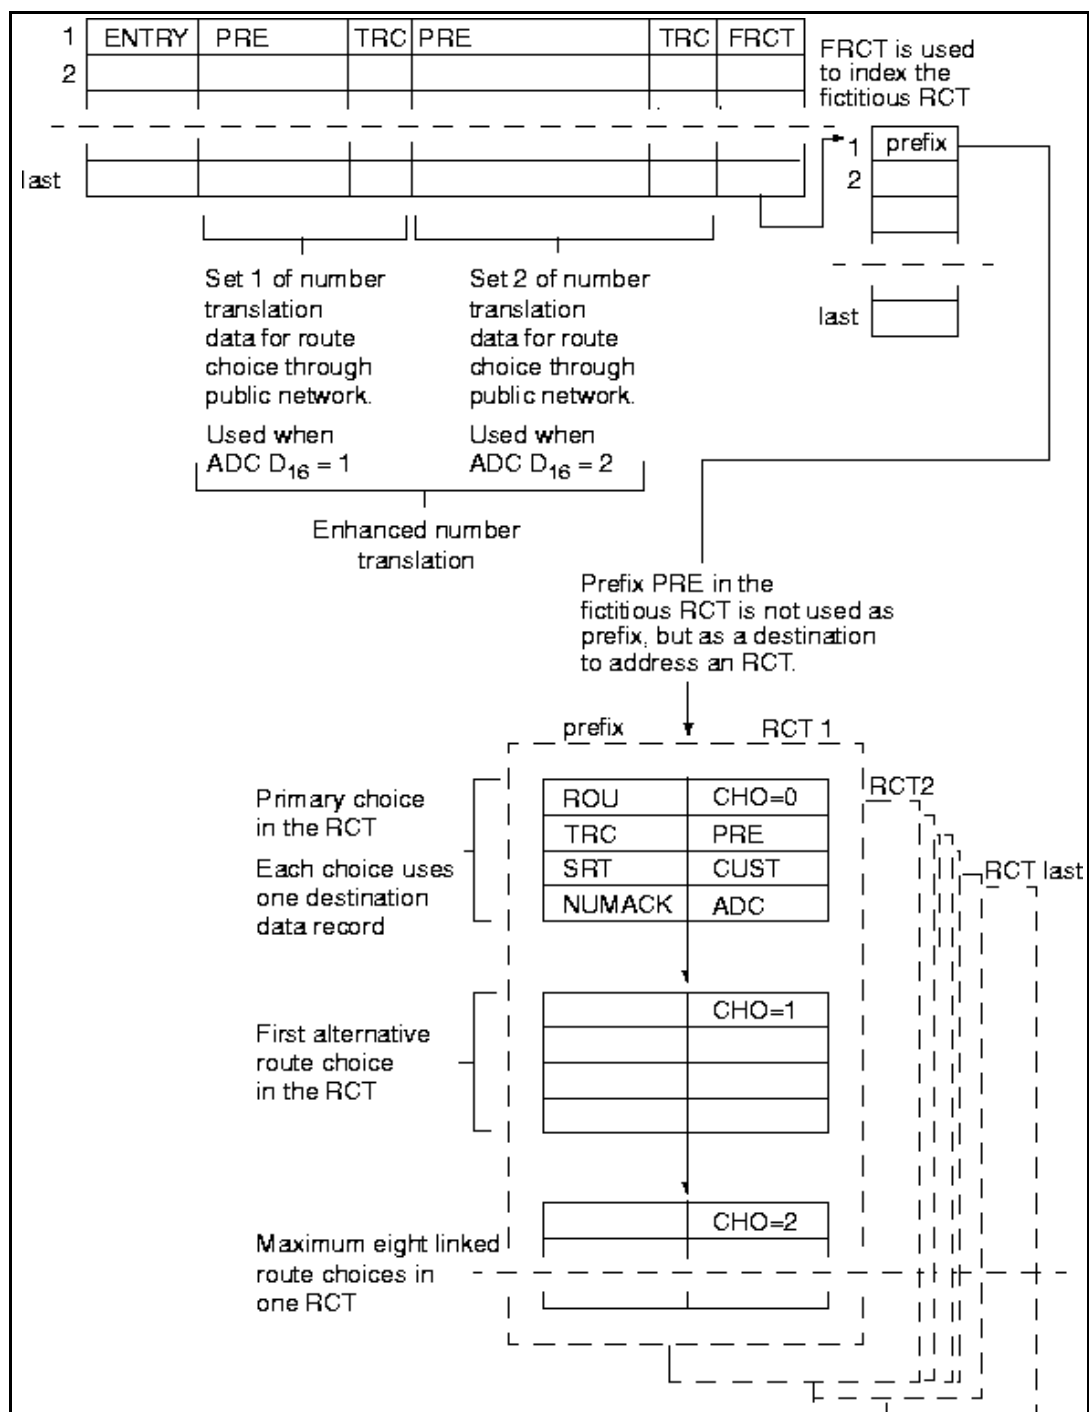 1 ENTRY PRE TRC PRE TRC FRCT
2
last
FRCT is used
to index the
fictitious RCT
1 prefix
2
last
Set 1 of number
translation
data for route
choice through
public network.
Used when
ADC D16 = 1
Set 2 of number
translation
data for route
choice through
public network.
Used when
ADC D16 = 2
Enhanced number
translation
Prefix PRE in the
fictitious RCT is not used as
prefix, but as a destination
to address an RCT.
prefix RCT 1
RCT2
RCT last
Primary choice
in the RCT
Each choice uses
one destination
data record
ROU CHO=0
TRC PRE
SRT CUST
NUMACK ADC
First alternative
route choice
in the RCT
CHO=1
Maximum eight linked
route choices in
one RCT
CHO=2